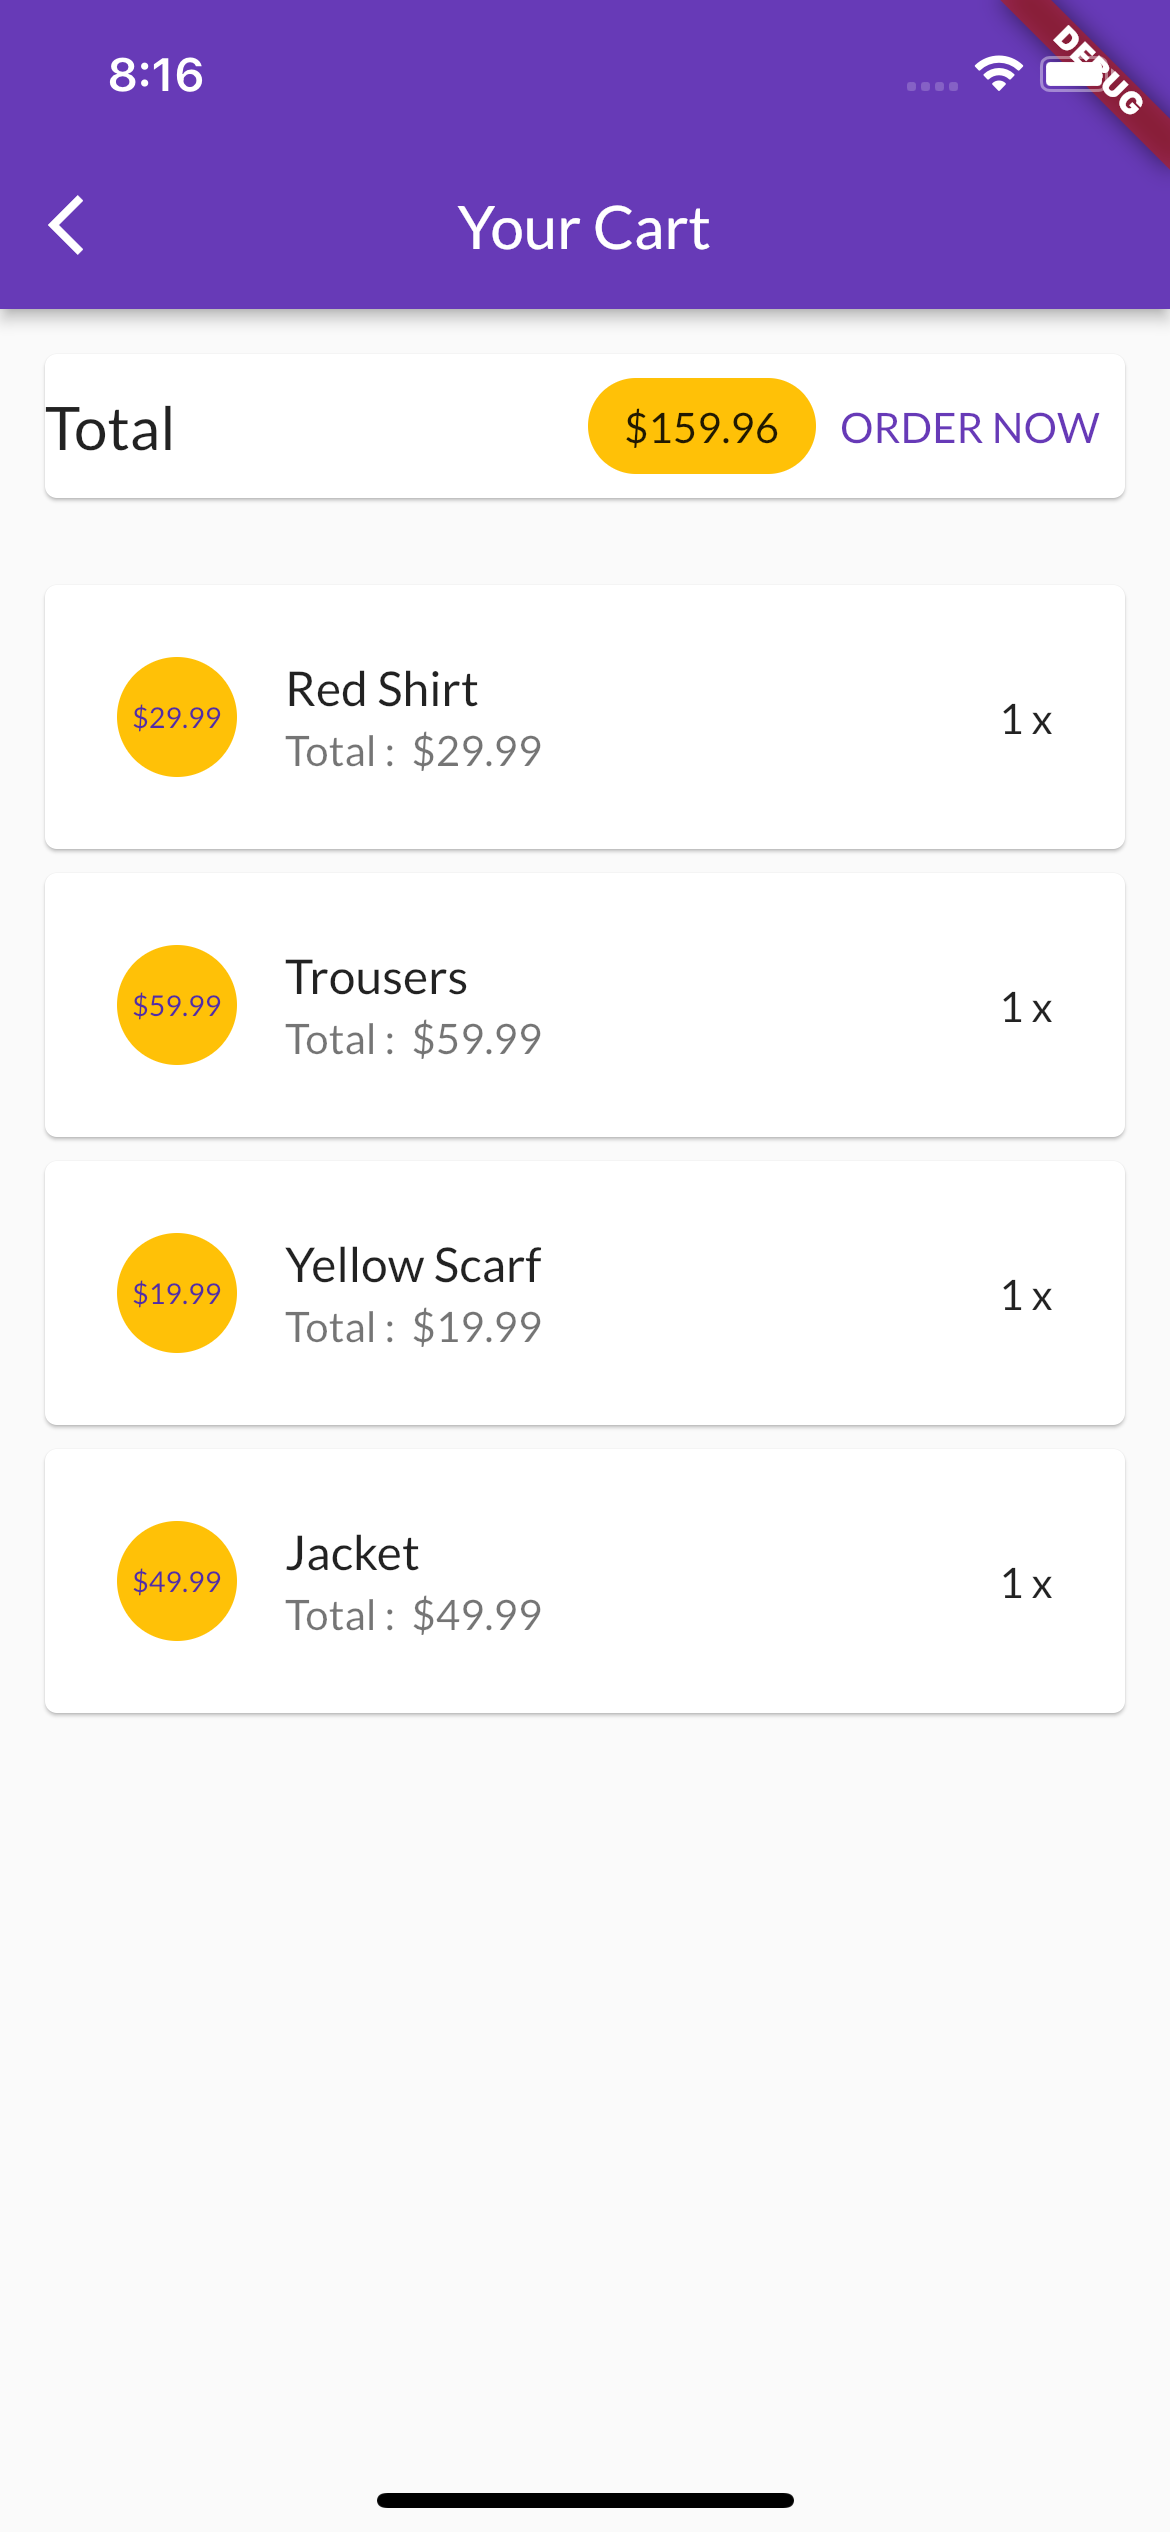 8:16
DEBUG
Your Cart
Total $159.96 ORDER NOW
$29.99
Red Shirt
Total : $29.99
1 x
$59.99
Trousers
Total : $59.99
1 x
$19.99
Yellow Scarf
Total : $19.99
1 x
$49.99
Jacket
Total : $49.99
1 x